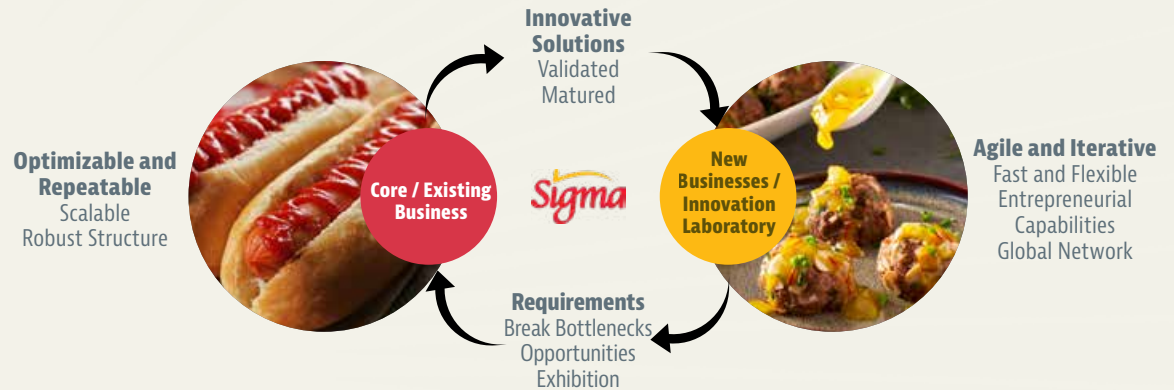 Innovative
Solutions
Validated
Matured
Optimizable and
Repeatable
Scalable
Robust Structure
Core / Existing
Business
Sigma
New
Businesses /
Innovation
Laboratory
Agile and Iterative
Fast and Flexible
Entrepreneurial
Capabilities
Global Network
Requirements
Break Bottlenecks
Opportunities
Exhibition